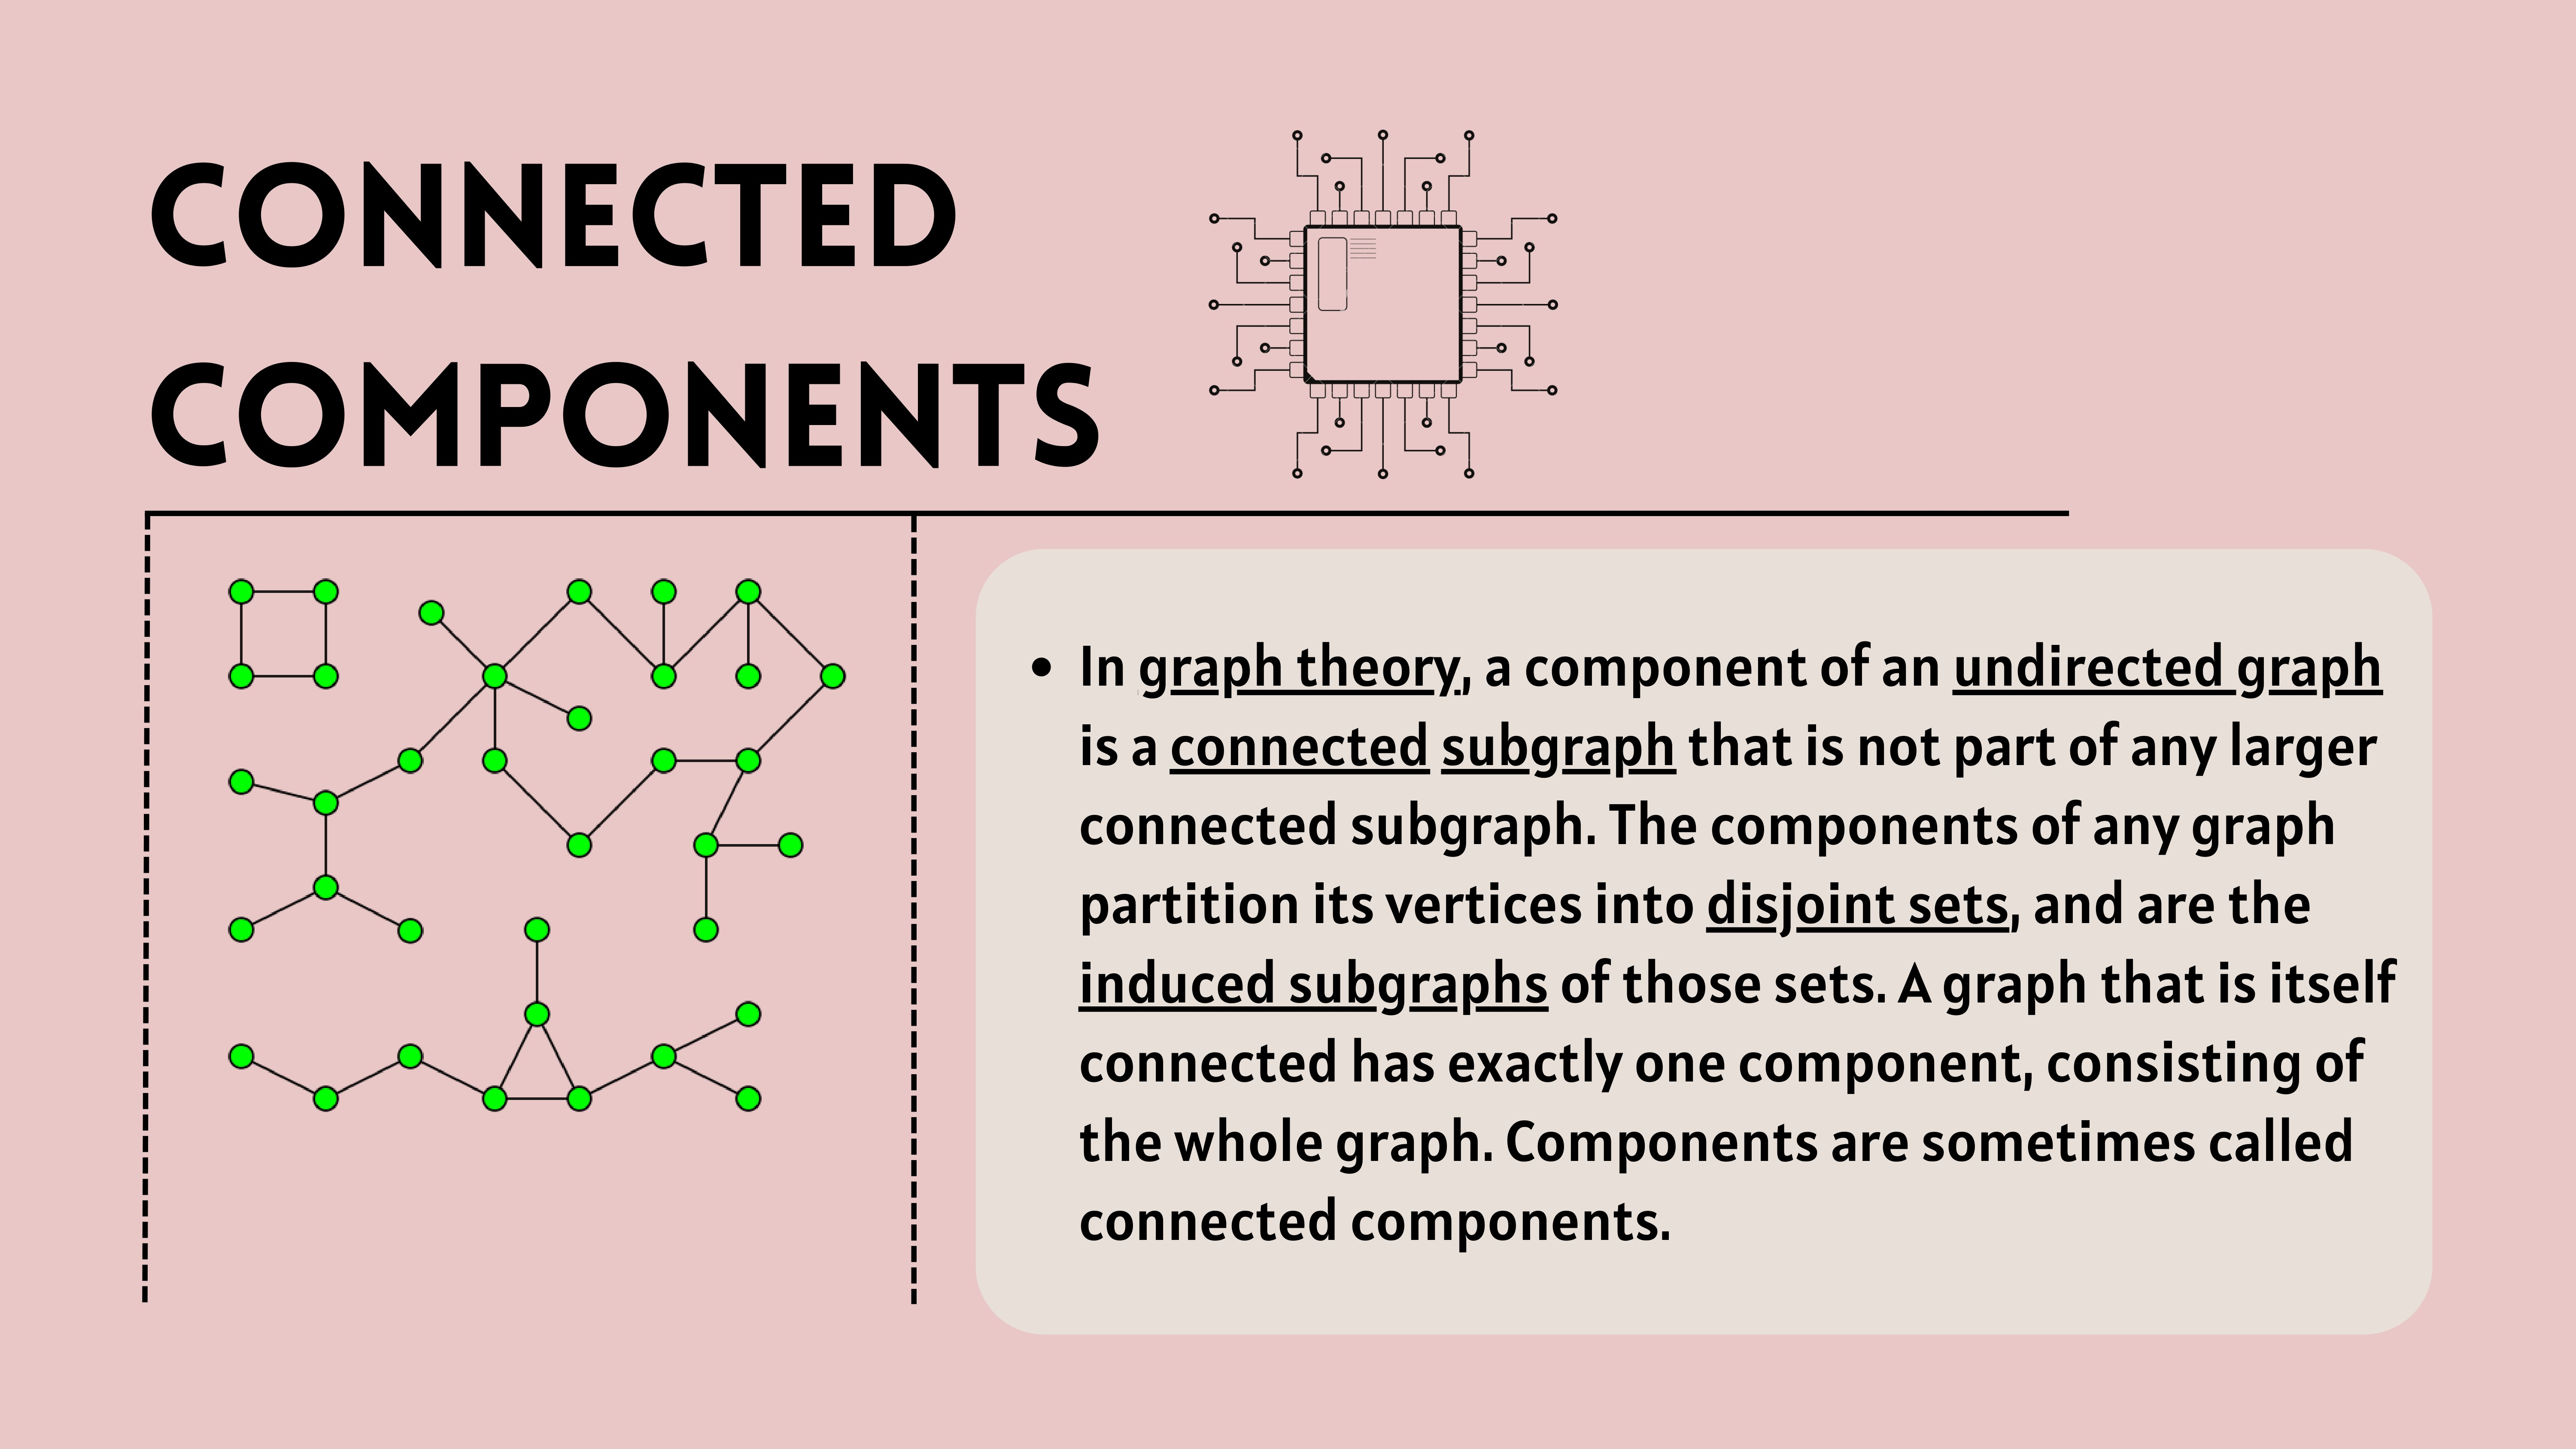 CONNECTED
COMPONENTS
• In graph theory, a component of an undirected graph
is a connected subgraph that is not part of any larger
connected subgraph. The components of any graph
partition its vertices into disjoint sets, and are the
induced subgraphs of those sets. A graph that is itself
connected has exactly one component, consisting of
the whole graph. Components are sometimes called
connected components.